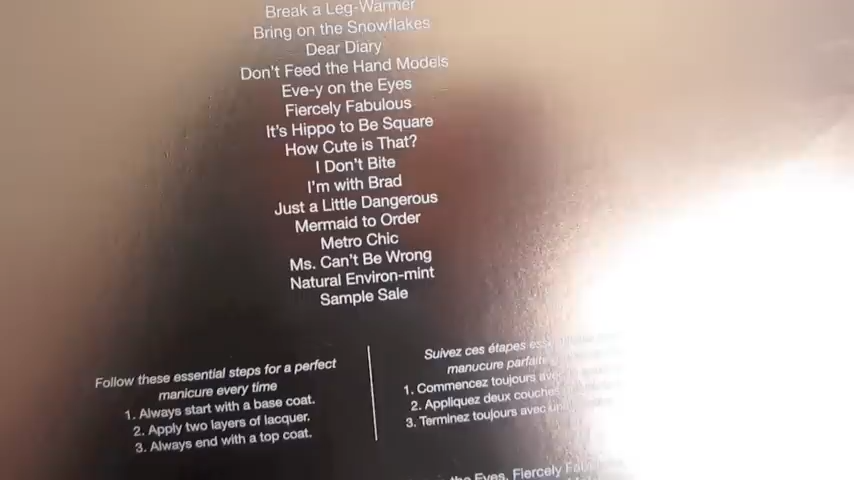 Break a Leg-Warmer
Bring on the Snowflakes
Dear Diary
Don't Feed the Hand Models
Eve-y on the Eyes
Fiercely Fabulous
It's Hippo to Be Square
How Cute is That?
I Don't Bite
I'm with Brad
Just a Little Dangerous
Mermaid to Order
Metro Chic
Ms. Can't Be Wrong
Natural Environ-mint
Sample Sale
Follow these essential steps for a perfect
manicure every time
1. Always start with a base coat.
2. Apply two layers of lacquer.
3. Always end with a top coat.
Suivez ces étapes
manucure parfaite
1. Commencez toujours avec
2. Appliquez deux couches
3. Terminez toujours avec
the Eyes, Fiercely